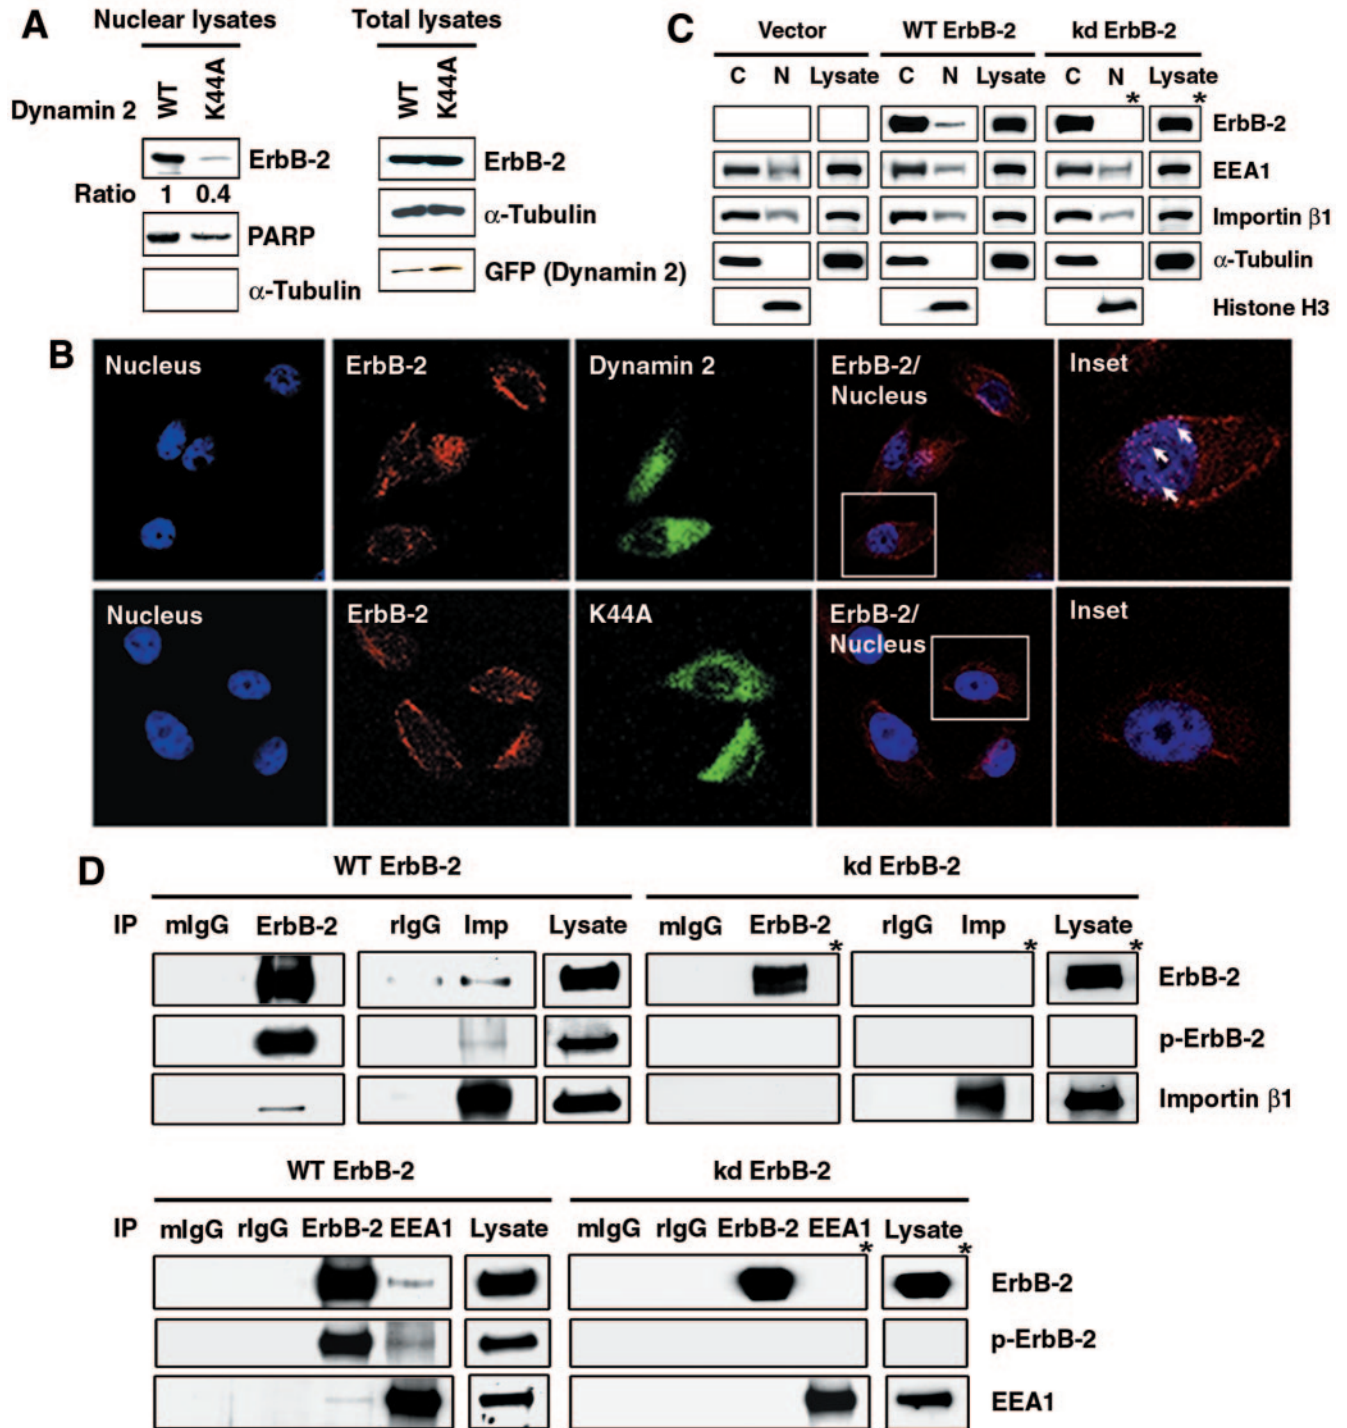 A
Nuclear lysates
Total lysates
Dynamin 2
WT
K44A
WT
K44A
ErbB-2
Ratio 1 0.4
PARP
α-Tubulin
ErbB-2
α-Tubulin
GFP (Dynamin 2)
C
Vector
WT ErbB-2
kd ErbB-2
C N Lysate C N Lysate C N Lysate
* *
ErbB-2
EEA1
Importin β1
α-Tubulin
Histone H3
B
Nucleus
ErbB-2
Dynamin 2
ErbB-2/
Nucleus
Inset
Nucleus
ErbB-2
K44A
ErbB-2/
Nucleus
Inset
D
WT ErbB-2
kd ErbB-2
IP mIgG ErbB-2 rIgG Imp Lysate mIgG ErbB-2 rIgG Imp Lysate
* * *
ErbB-2
p-ErbB-2
Importin β1
WT ErbB-2
kd ErbB-2
IP mIgG rIgG ErbB-2 EEA1 Lysate mIgG rIgG ErbB-2 EEA1 Lysate
* *
ErbB-2
p-ErbB-2
EEA1